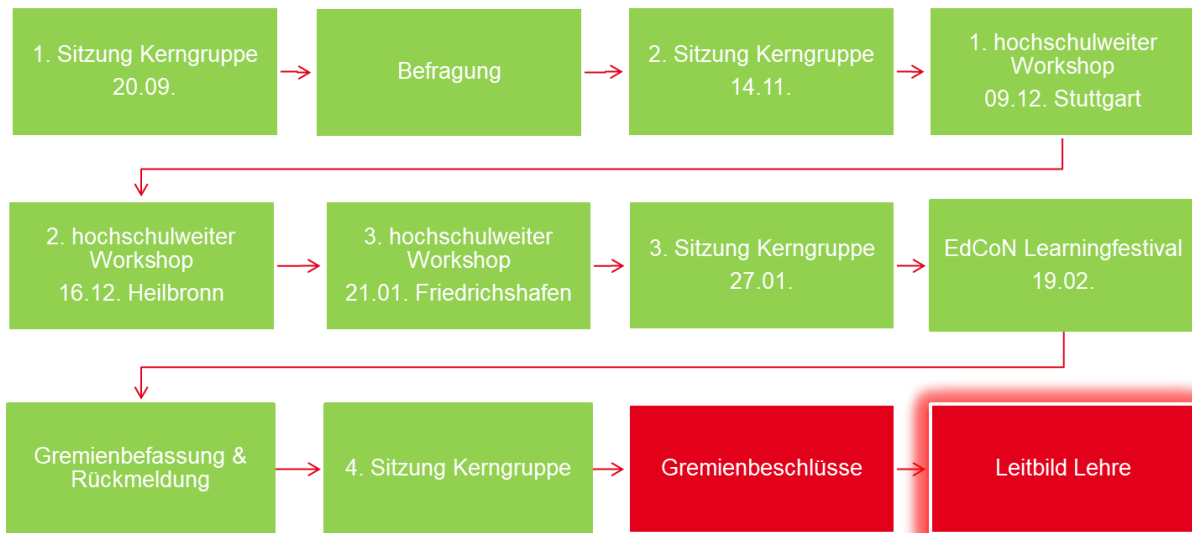 1. Sitzung Kerngruppe
20.09.
Befragung
2. Sitzung Kerngruppe
14.11.
1. hochschulweiter
Workshop
09.12. Stuttgart
2. hochschulweiter
Workshop
16.12. Heilbronn
3. hochschulweiter
Workshop
21.01. Friedrichshafen
3. Sitzung Kerngruppe
27.01.
EdCoN Learningfestival
19.02.
Gremienbefassung &
Rückmeldung
4. Sitzung Kerngruppe
Gremienbeschlüsse
Leitbild Lehre